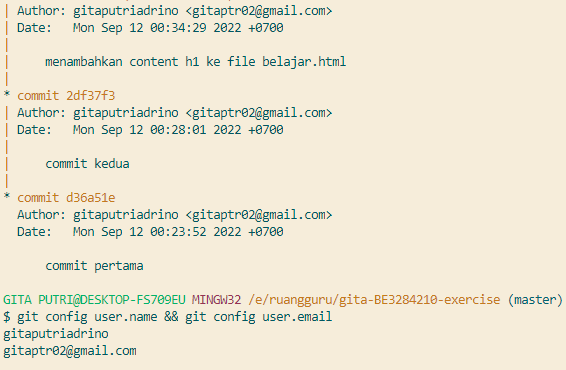 | Author: gitaputriadrino <gitaptr02@gmail.com>
| Date:   Mon Sep 12 00:34:29 2022 +0700
|
|     menambahkan content h1 ke file belajar.html
|
* commit 2df37f3
| Author: gitaputriadrino <gitaptr02@gmail.com>
| Date:   Mon Sep 12 00:28:01 2022 +0700
|
|     commit kedua
|
* commit d36a51e
  Author: gitaputriadrino <gitaptr02@gmail.com>
  Date:   Mon Sep 12 00:23:52 2022 +0700

      commit pertama

GITA PUTRI@DESKTOP-FS709EU MINGW32 /e/ruangguru/gita-BE3284210-exercise (master)
$ git config user.name && git config user.email
gitaputriadrino
gitaptr02@gmail.com